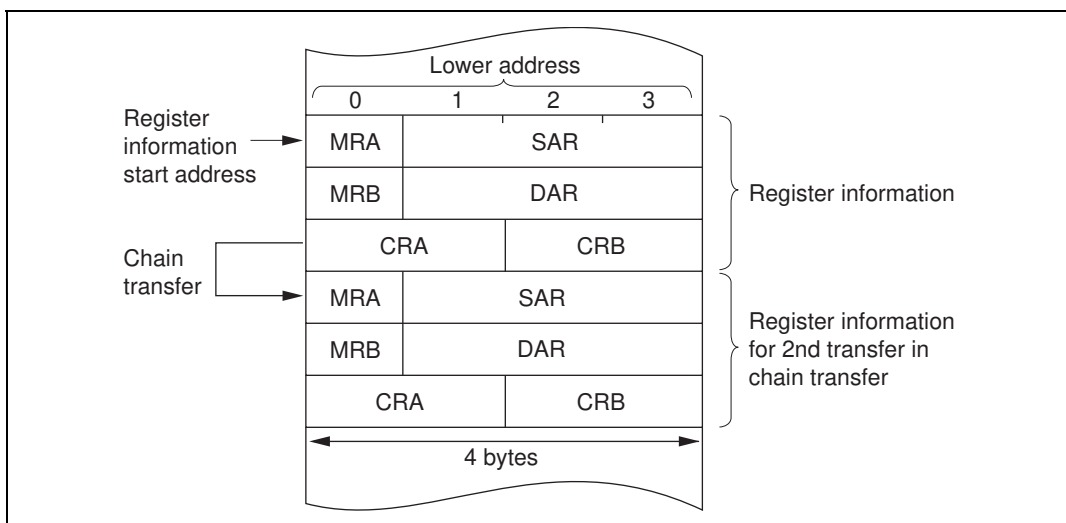 Lower address
0 1 2 3
Register
information
start address
MRA SAR
MRB DAR
Register information
CRA CRB
Chain
transfer
MRA SAR
MRB DAR
CRA CRB
Register information
for 2nd transfer in
chain transfer
4 bytes